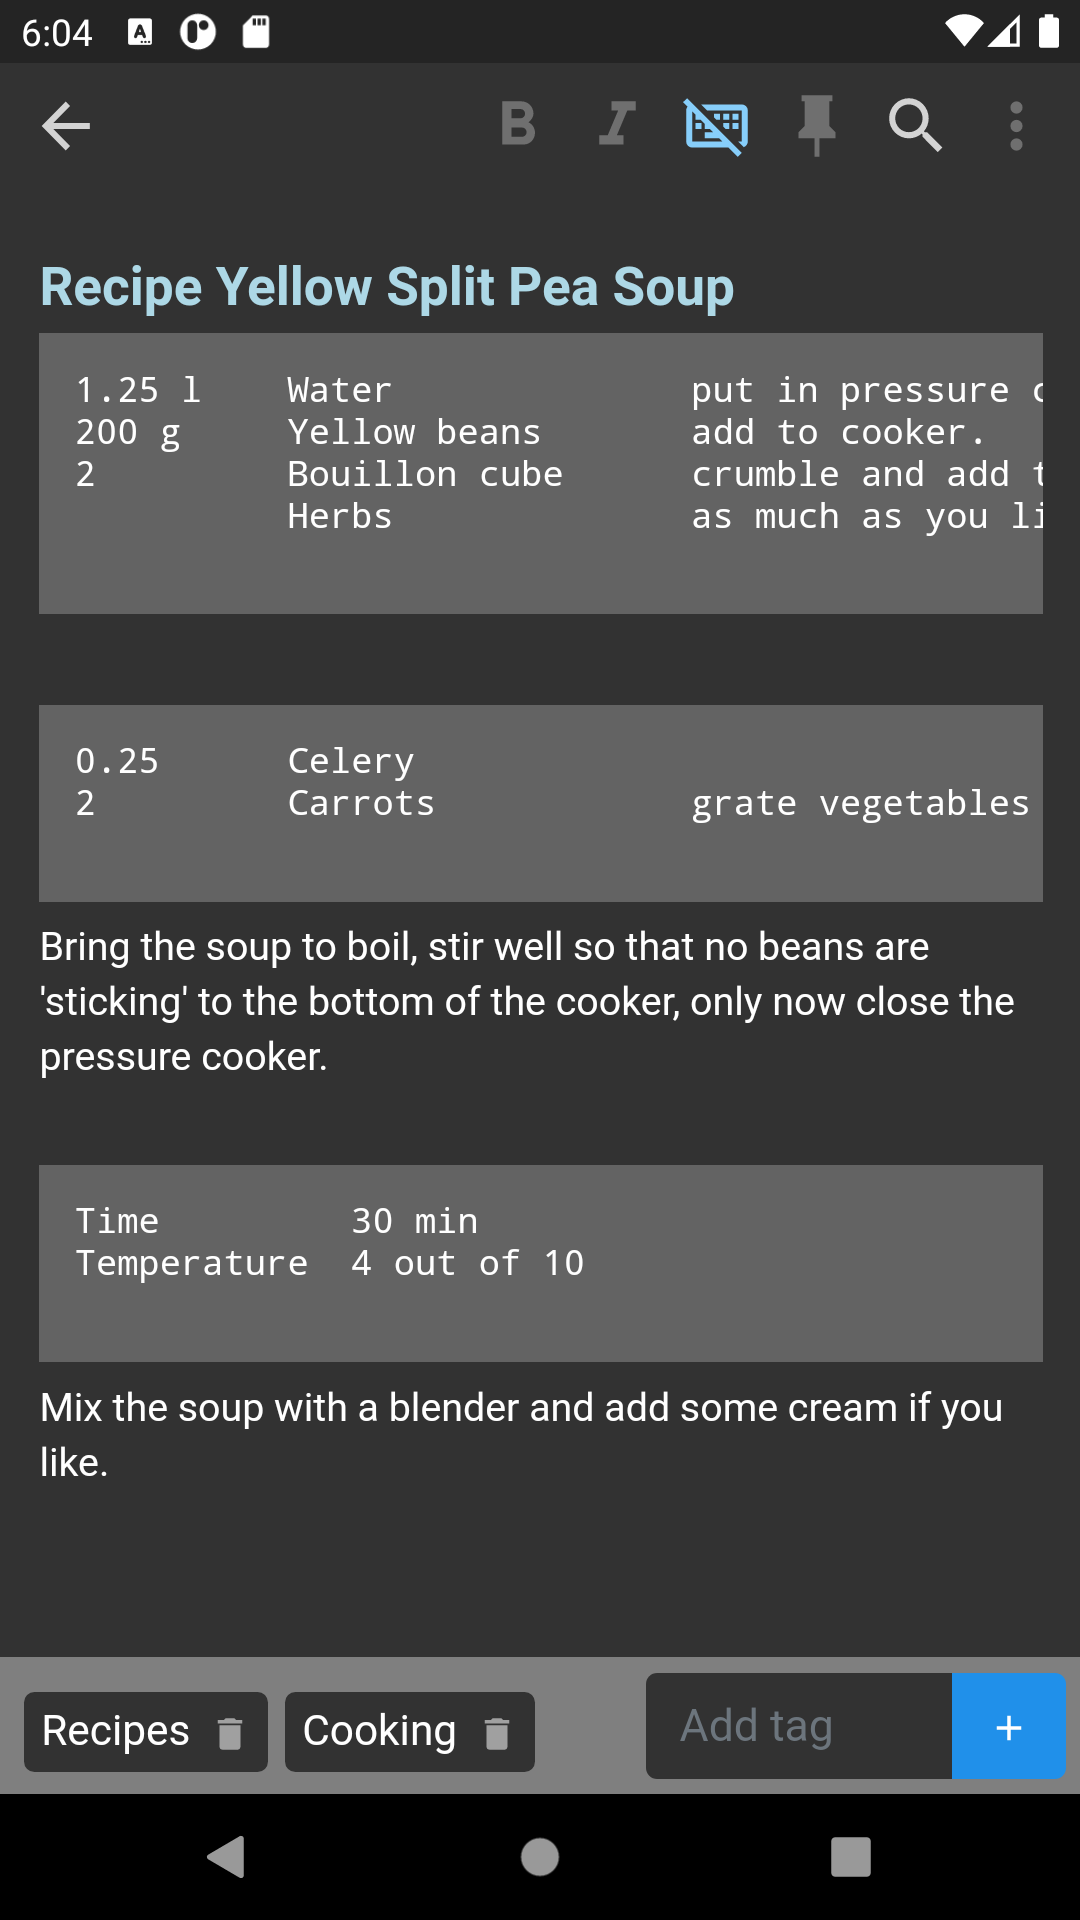 6:04
Recipe Yellow Split Pea Soup
1.25 l Water put in pressure
200 g Yellow beans add to cooker.
2 Bouillon cube crumble and add
Herbs as much as you
0.25 Celery
2 Carrots grate vegetables
Bring the soup to boil, stir well so that no beans are
'sticking' to the bottom of the cooker, only now close the
pressure cooker.
Time 30 min
Temperature 4 out of 10
Mix the soup with a blender and add some cream if you
like.
Recipes Cooking Add tag +